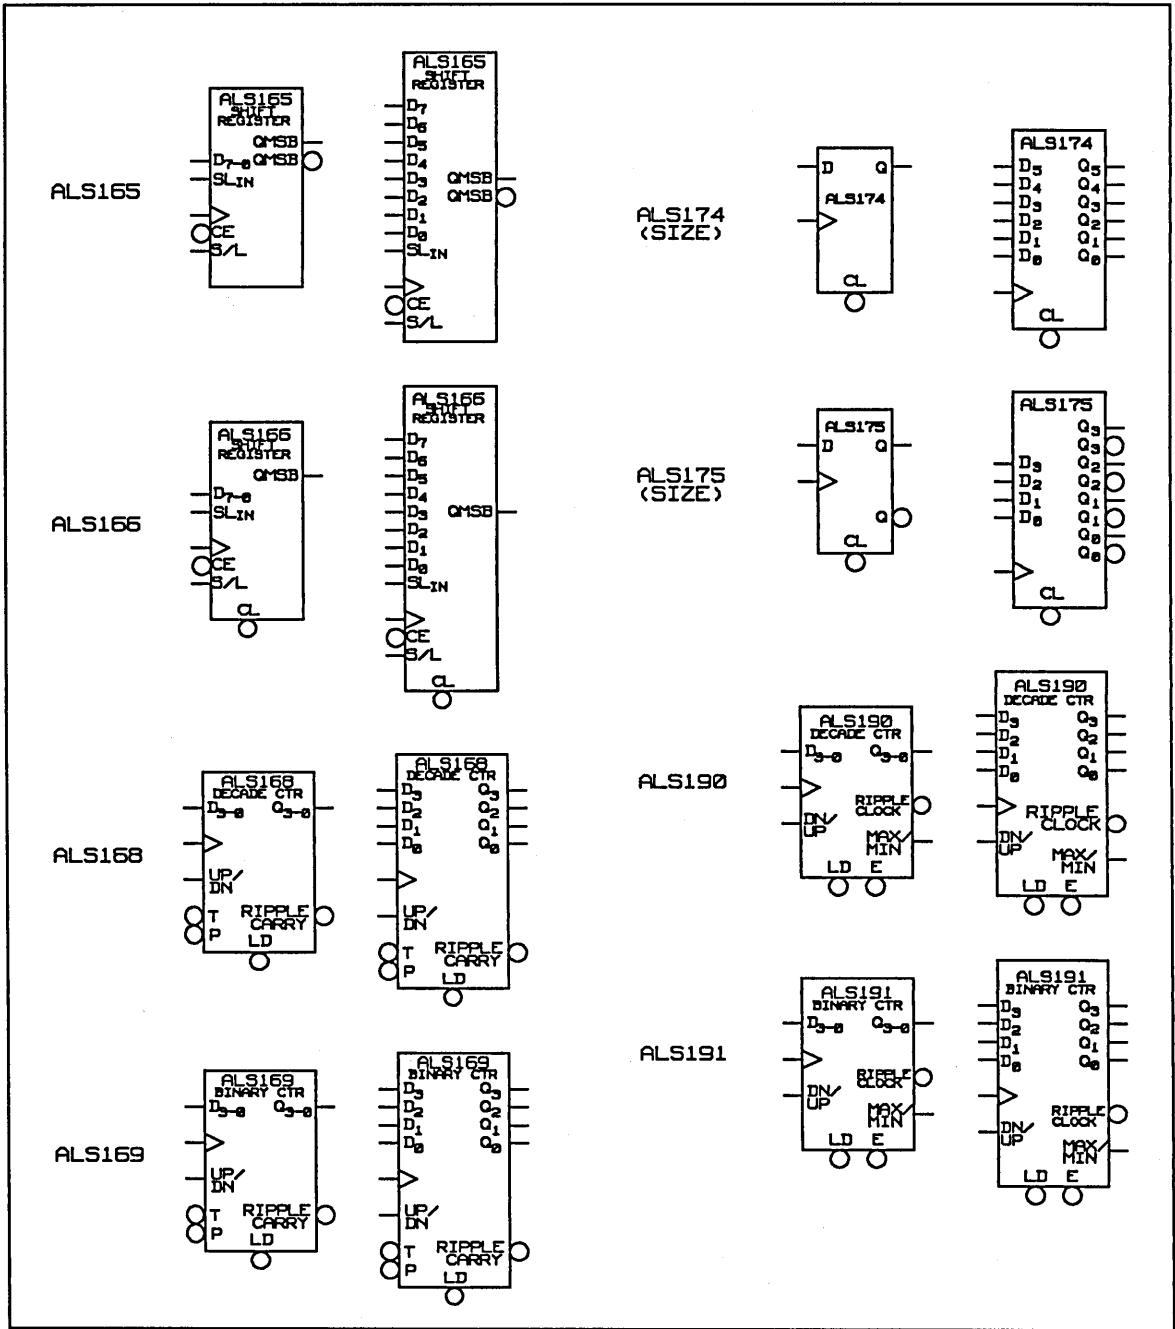 ALS165
ALS165
SHIFT
REGISTER
QMSB
D7-0 QMSB
SLIN
CE
S/L
ALS165
SHIFT
REGISTER
D7
D6
D5
D4
D3 QMSB
D2 QMSB
D1
D0
SLIN
CE
S/L
ALS166
ALS166
SHIFT
REGISTER
QMSB
D7-0
SLIN
CE
S/L
CL
ALS166
SHIFT
REGISTER
D7
D6
D5
D4
D3 QMSB
D2
D1
D0
SLIN
CE
S/L
CL
ALS168
ALS168
DECADE CTR
D3-0 Q3-0
UP/
DN
T RIPPLE
P CARRY
LD
ALS168
DECADE CTR
D3 Q3
D2 Q2
D1 Q1
D0 Q0
UP/
DN
T RIPPLE
P CARRY
LD
ALS169
ALS169
BINARY CTR
D3-0 Q3-0
UP/
DN
T RIPPLE
P CARRY
LD
ALS169
BINARY CTR
D3 Q3
D2 Q2
D1 Q1
D0 Q0
UP/
DN
T RIPPLE
P CARRY
LD
ALS174
(SIZE)
D Q
ALS174
CL
ALS174
D5 Q5
D4 Q4
D3 Q3
D2 Q2
D1 Q1
D0 Q0
CL
ALS175
(SIZE)
ALS175
D Q
Q
CL
ALS175
Q3
Q3
D3 Q2
D2 Q2
D1 Q1
D0 Q1
Q0
Q0
CL
ALS190
ALS190
DECADE CTR
D3-0 Q3-0
RIPPLE
CLOCK
DN/
UP
MAX/
MIN
LD E
ALS190
DECADE CTR
D3 Q3
D2 Q2
D1 Q1
D0 Q0
RIPPLE
CLOCK
DN/
UP
MAX/
MIN
LD E
ALS191
ALS191
BINARY CTR
D3-0 Q3-0
RIPPLE
CLOCK
DN/
UP
MAX/
MIN
LD E
ALS191
BINARY CTR
D3 Q3
D2 Q2
D1 Q1
D0 Q0
RIPPLE
CLOCK
DN/
UP
MAX/
MIN
LD E